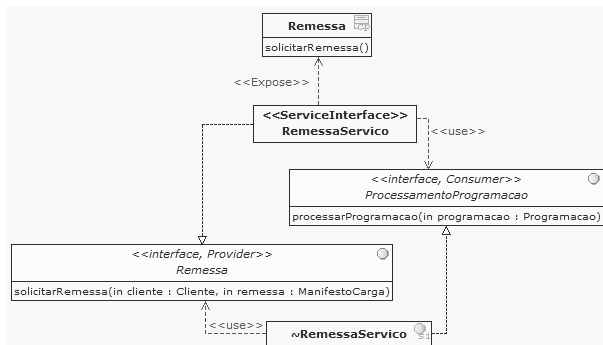 Remessa
solicitarRemessa()
<<Expose>>
<<ServiceInterface>>
RemessaServico
<<use>>
<<interface, Consumer>>
ProcessamentoProgramacao
processarProgramacao(in programacao : Programacao)
<<interface, Provider>>
Remessa
solicitarRemessa(in cliente : Cliente, in remessa : ManifestoCarga)
<<use>>
~RemessaServico